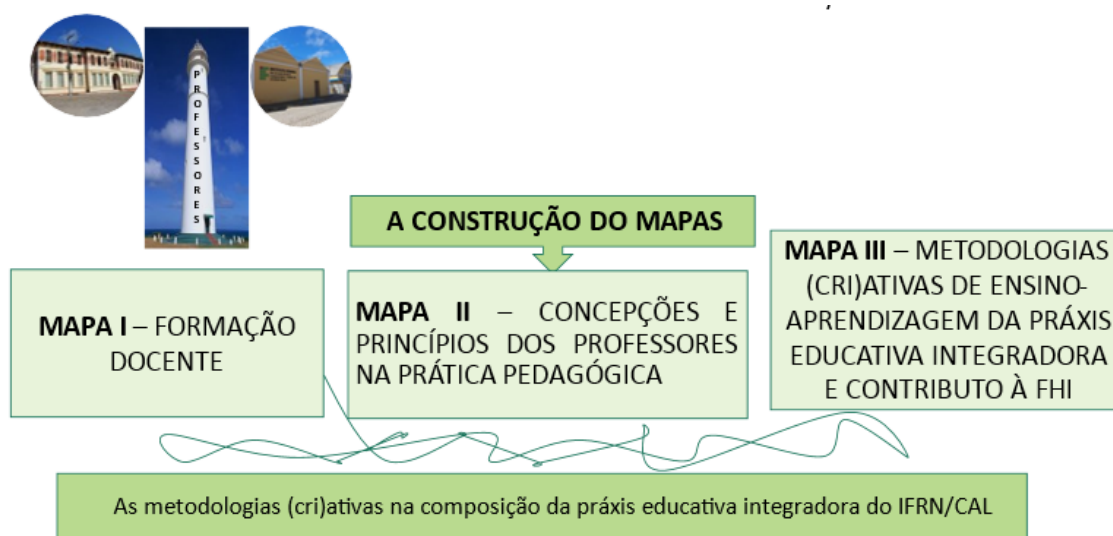 PROFESSORES
A CONSTRUÇÃO DO MAPAS
MAPA I – FORMAÇÃO
DOCENTE
MAPA II – CONCEPÇÕES E
PRINCÍPIOS DOS PROFESSORES
NA PRÁTICA PEDAGÓGICA
MAPA III – METODOLOGIAS
(CRI)ATIVAS DE ENSINO-
APRENDIZAGEM DA PRÁXIS
EDUCATIVA INTEGRADORA
E CONTRIBUTO À FHI
As metodologias (cri)ativas na composição da práxis educativa integradora do IFRN/CAL